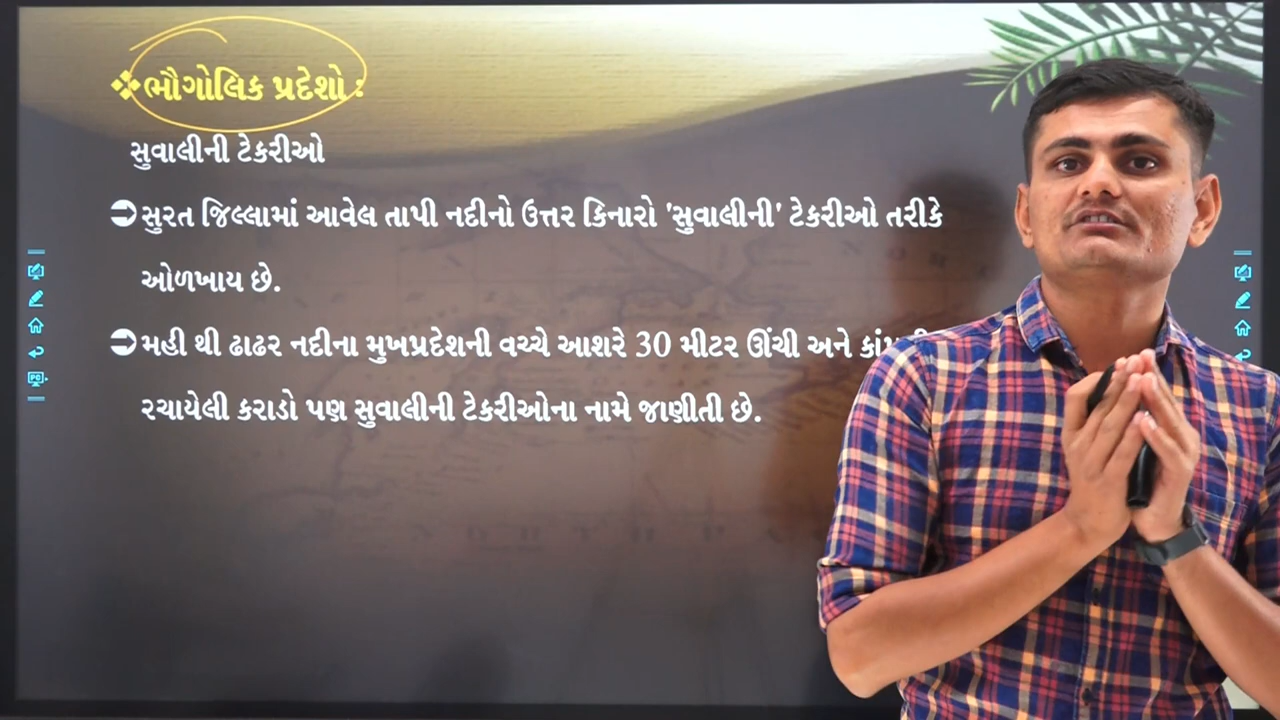 ❖ભૌગોલિક પ્રદેશો :
સુવાલીની ટેકરીઓ
➲સુરત જિલ્લામાં આવેલ તાપી નદીનો ઉત્તર કિનારો 'સુવાલીની' ટેકરીઓ તરીકે
ઓળખાય છે.
➲મહી થી ઢાઢર નદીના મુખપ્રદેશની વચ્ચે આશરે 30 મીટર ઊંચી અને
રચાયેલી કરાડો પણ સુવાલીની ટેકરીઓના નામે જાણીતી છે.